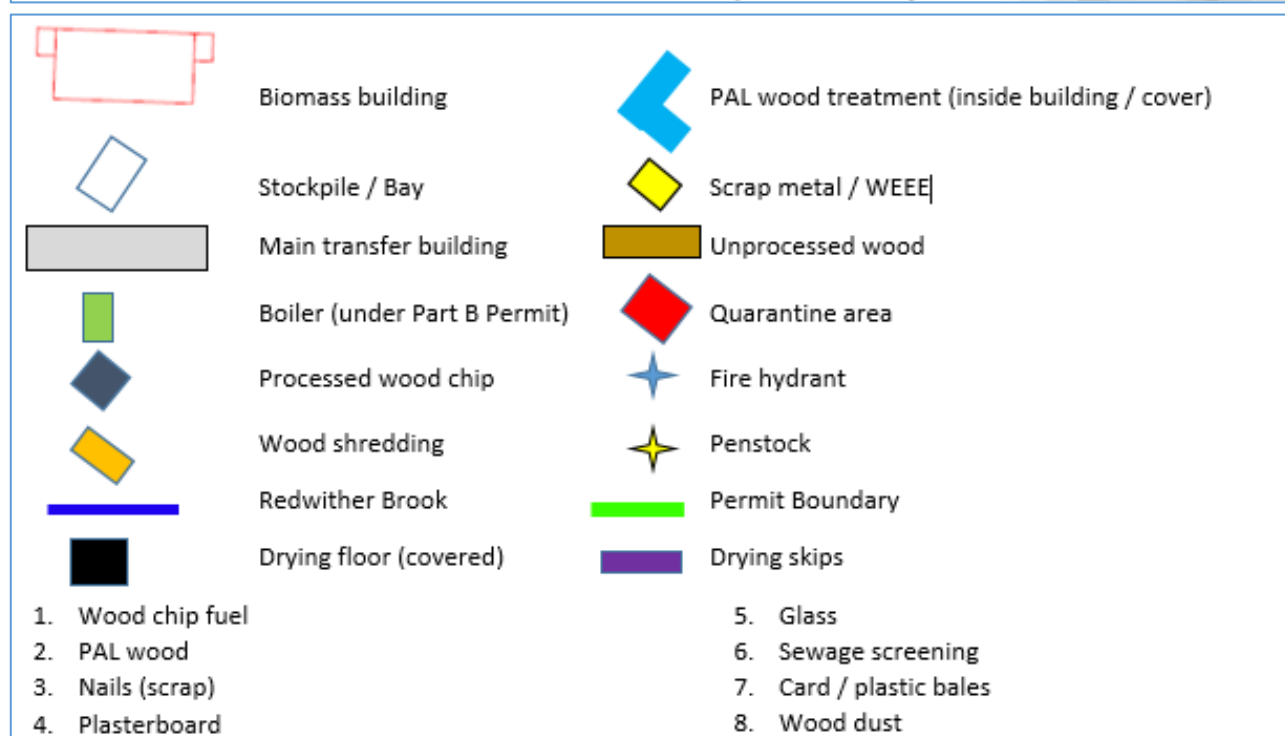 Biomass building
PAL wood treatment (inside building / cover)
Stockpile / Bay
Scrap metal / WEEE
Main transfer building
Unprocessed wood
Boiler (under Part B Permit)
Quarantine area
Processed wood chip
Fire hydrant
Wood shredding
Penstock
Redwither Brook
Permit Boundary
Drying floor (covered)
Drying skips
1. Wood chip fuel
2. PAL wood
3. Nails (scrap)
4. Plasterboard
5. Glass
6. Sewage screening
7. Card / plastic bales
8. Wood dust